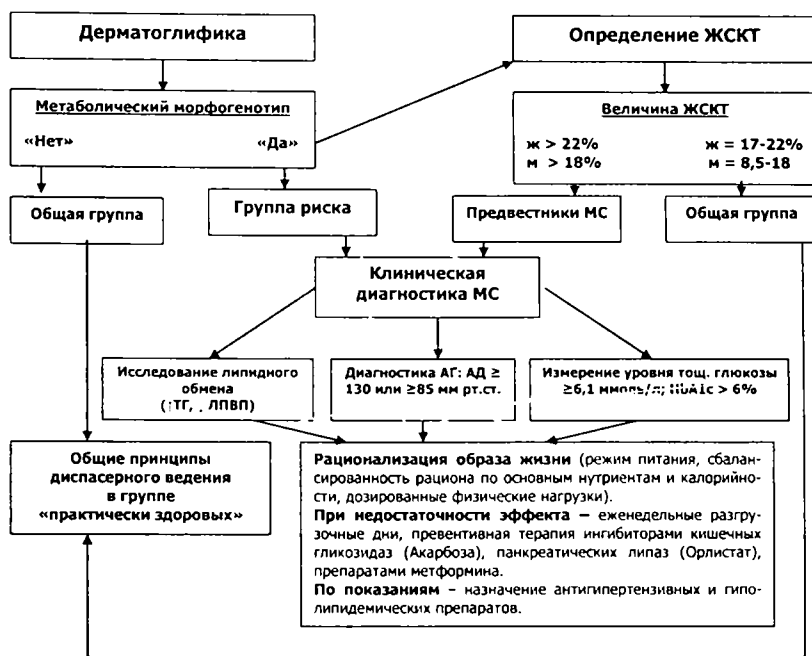 Дерматоглифика
Определение ЖСКТ
Метаболический морфогенотип
«Нет» «Да»
Величина ЖСКТ
ж > 22% ж = 17-22%
м > 18% м = 8,5-18
Общая группа
Группа риска
Предвестники МС
Общая группа
Клиническая
диагностика МС
Исследование липидного
обмена
(↑ТГ, ЛПВП)
Диагностика АГ: АД ≥
130 или ≥85 мм рт.ст.
Измерение уровня тощ. глюкозы
≥6,1 ммоль/л; HbA1c > 6%
Общие принципы
диспасерного ведения
в группе
«практически здоровых»
Рационализация образа жизни (режим питания, сбалан-
сированность рациона по основным нутриентам и калорийно-
сти, дозированные физические нагрузки).
При недостаточности эффекта – еженедельные разгру-
зочные дни, превентивная терапия ингибиторами кишечных
гликозидаз (Акарбоза), панкреатических липаз (Орлистат),
препаратами метформина.
По показаниям – назначение антигипертензивных и гипо-
липидемических препаратов.